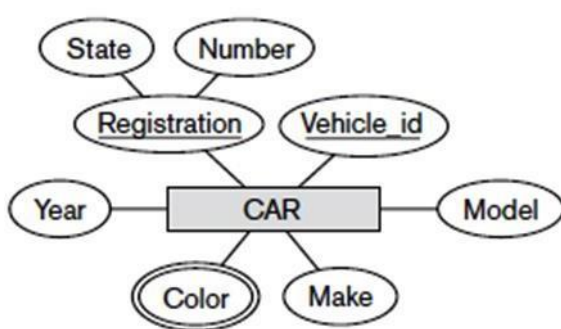 State
Number
Registration
Vehicle_id
Year
CAR
Model
Color
Make